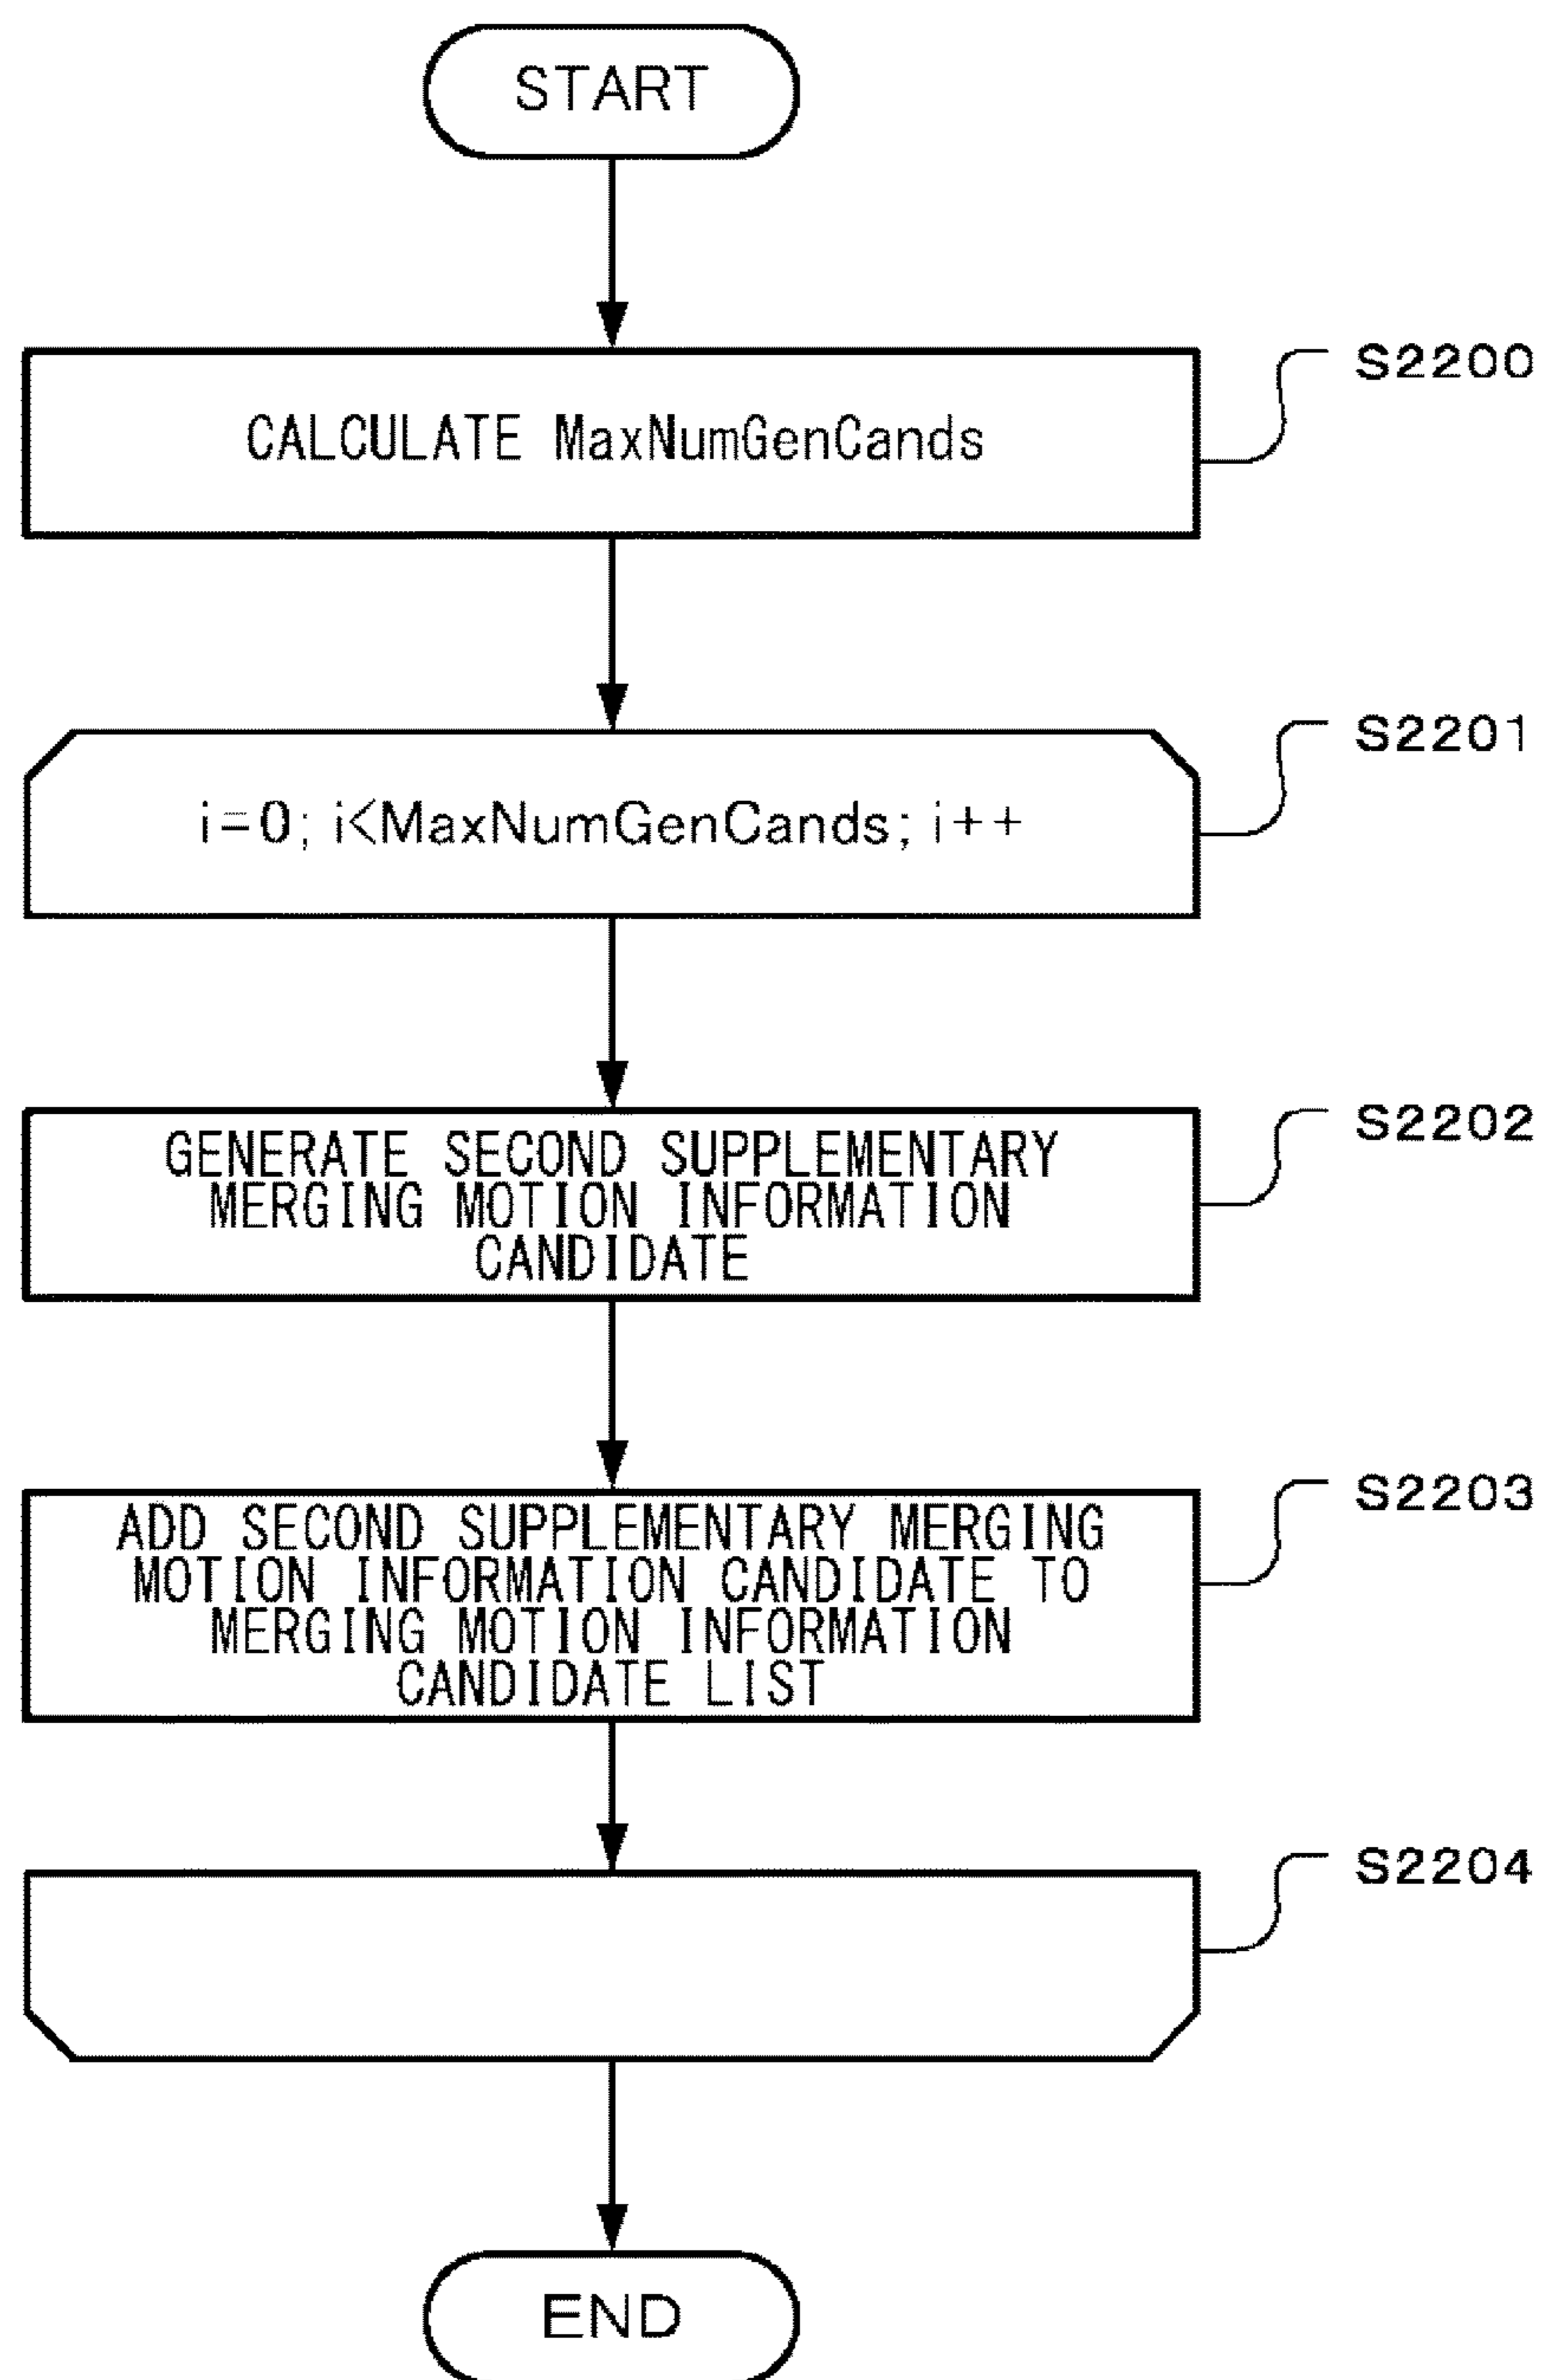 START
CALCULATE MaxNumGenCands
S2200
i=0; i<MaxNumGenCands; i++
S2201
GENERATE SECOND SUPPLEMENTARY
MERGING MOTION INFORMATION
CANDIDATE
S2202
ADD SECOND SUPPLEMENTARY MERGING
MOTION INFORMATION CANDIDATE TO
MERGING MOTION INFORMATION
CANDIDATE LIST
S2203
S2204
END